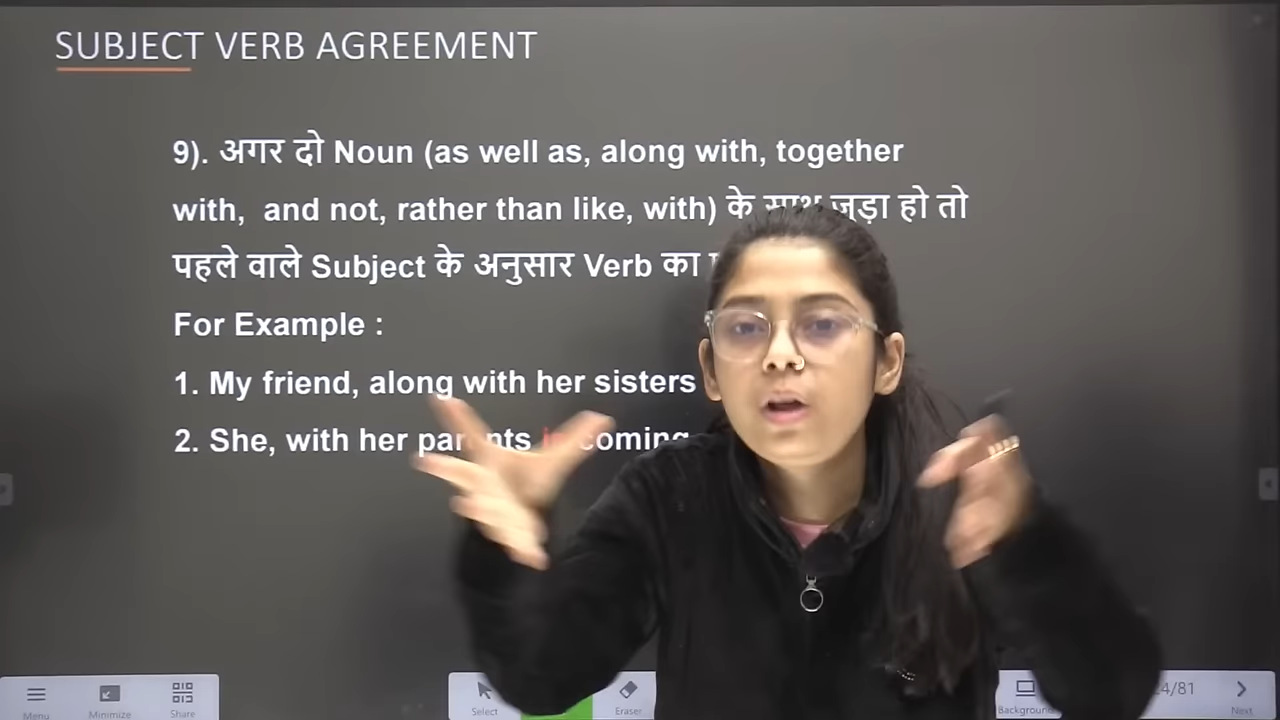 SUBJECT VERB AGREEMENT
9). अगर दो Noun (as well as, along with, together
with, and not, rather than like, with) के साथ जुड़ा हो तो
पहले वाले Subject के अनुसार Verb का
For Example :
1. My friend, along with her sisters
2. She, with her parents is coming
Menu
Minimize
Share
Select
Eraser
Background
24/81
Next